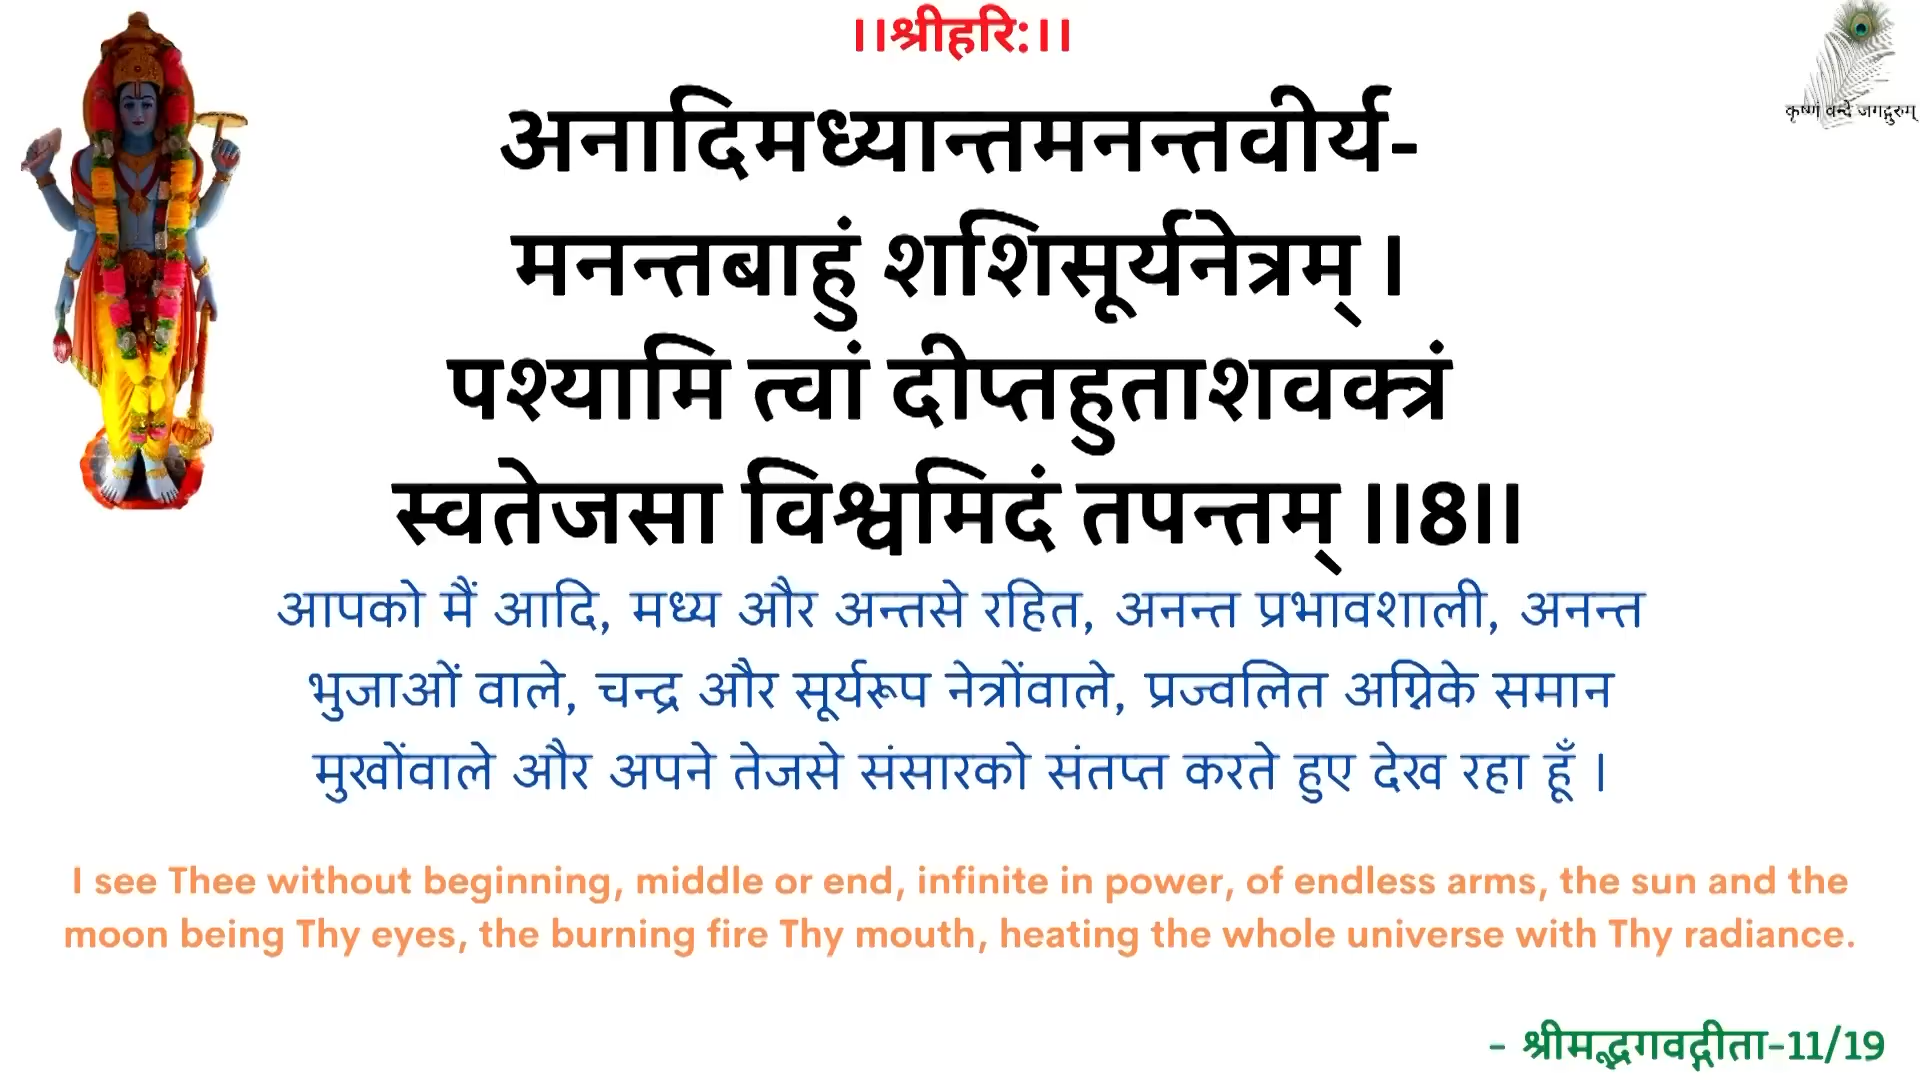 ।।श्रीहरि:।।
कृष्णं वन्दे जगद्गुरुम्
अनादिमध्यान्तमनन्तवीर्य-
मनन्तबाहुं शशिसूर्यनेत्रम् ।
पश्यामि त्वां दीप्तहुताशवक्त्रं
स्वतेजसा विश्वमिदं तपन्तम् ।।8।।
आपको मैं आदि, मध्य और अन्तसे रहित, अनन्त प्रभावशाली, अनन्त
भुजाओं वाले, चन्द्र और सूर्यरूप नेत्रोंवाले, प्रज्वलित अग्निके समान
मुखोंवाले और अपने तेजसे संसारको संतप्त करते हुए देख रहा हूँ ।
I see Thee without beginning, middle or end, infinite in power, of endless arms, the sun and the
moon being Thy eyes, the burning fire Thy mouth, heating the whole universe with Thy radiance.
- श्रीमद्भगवद्गीता-11/19